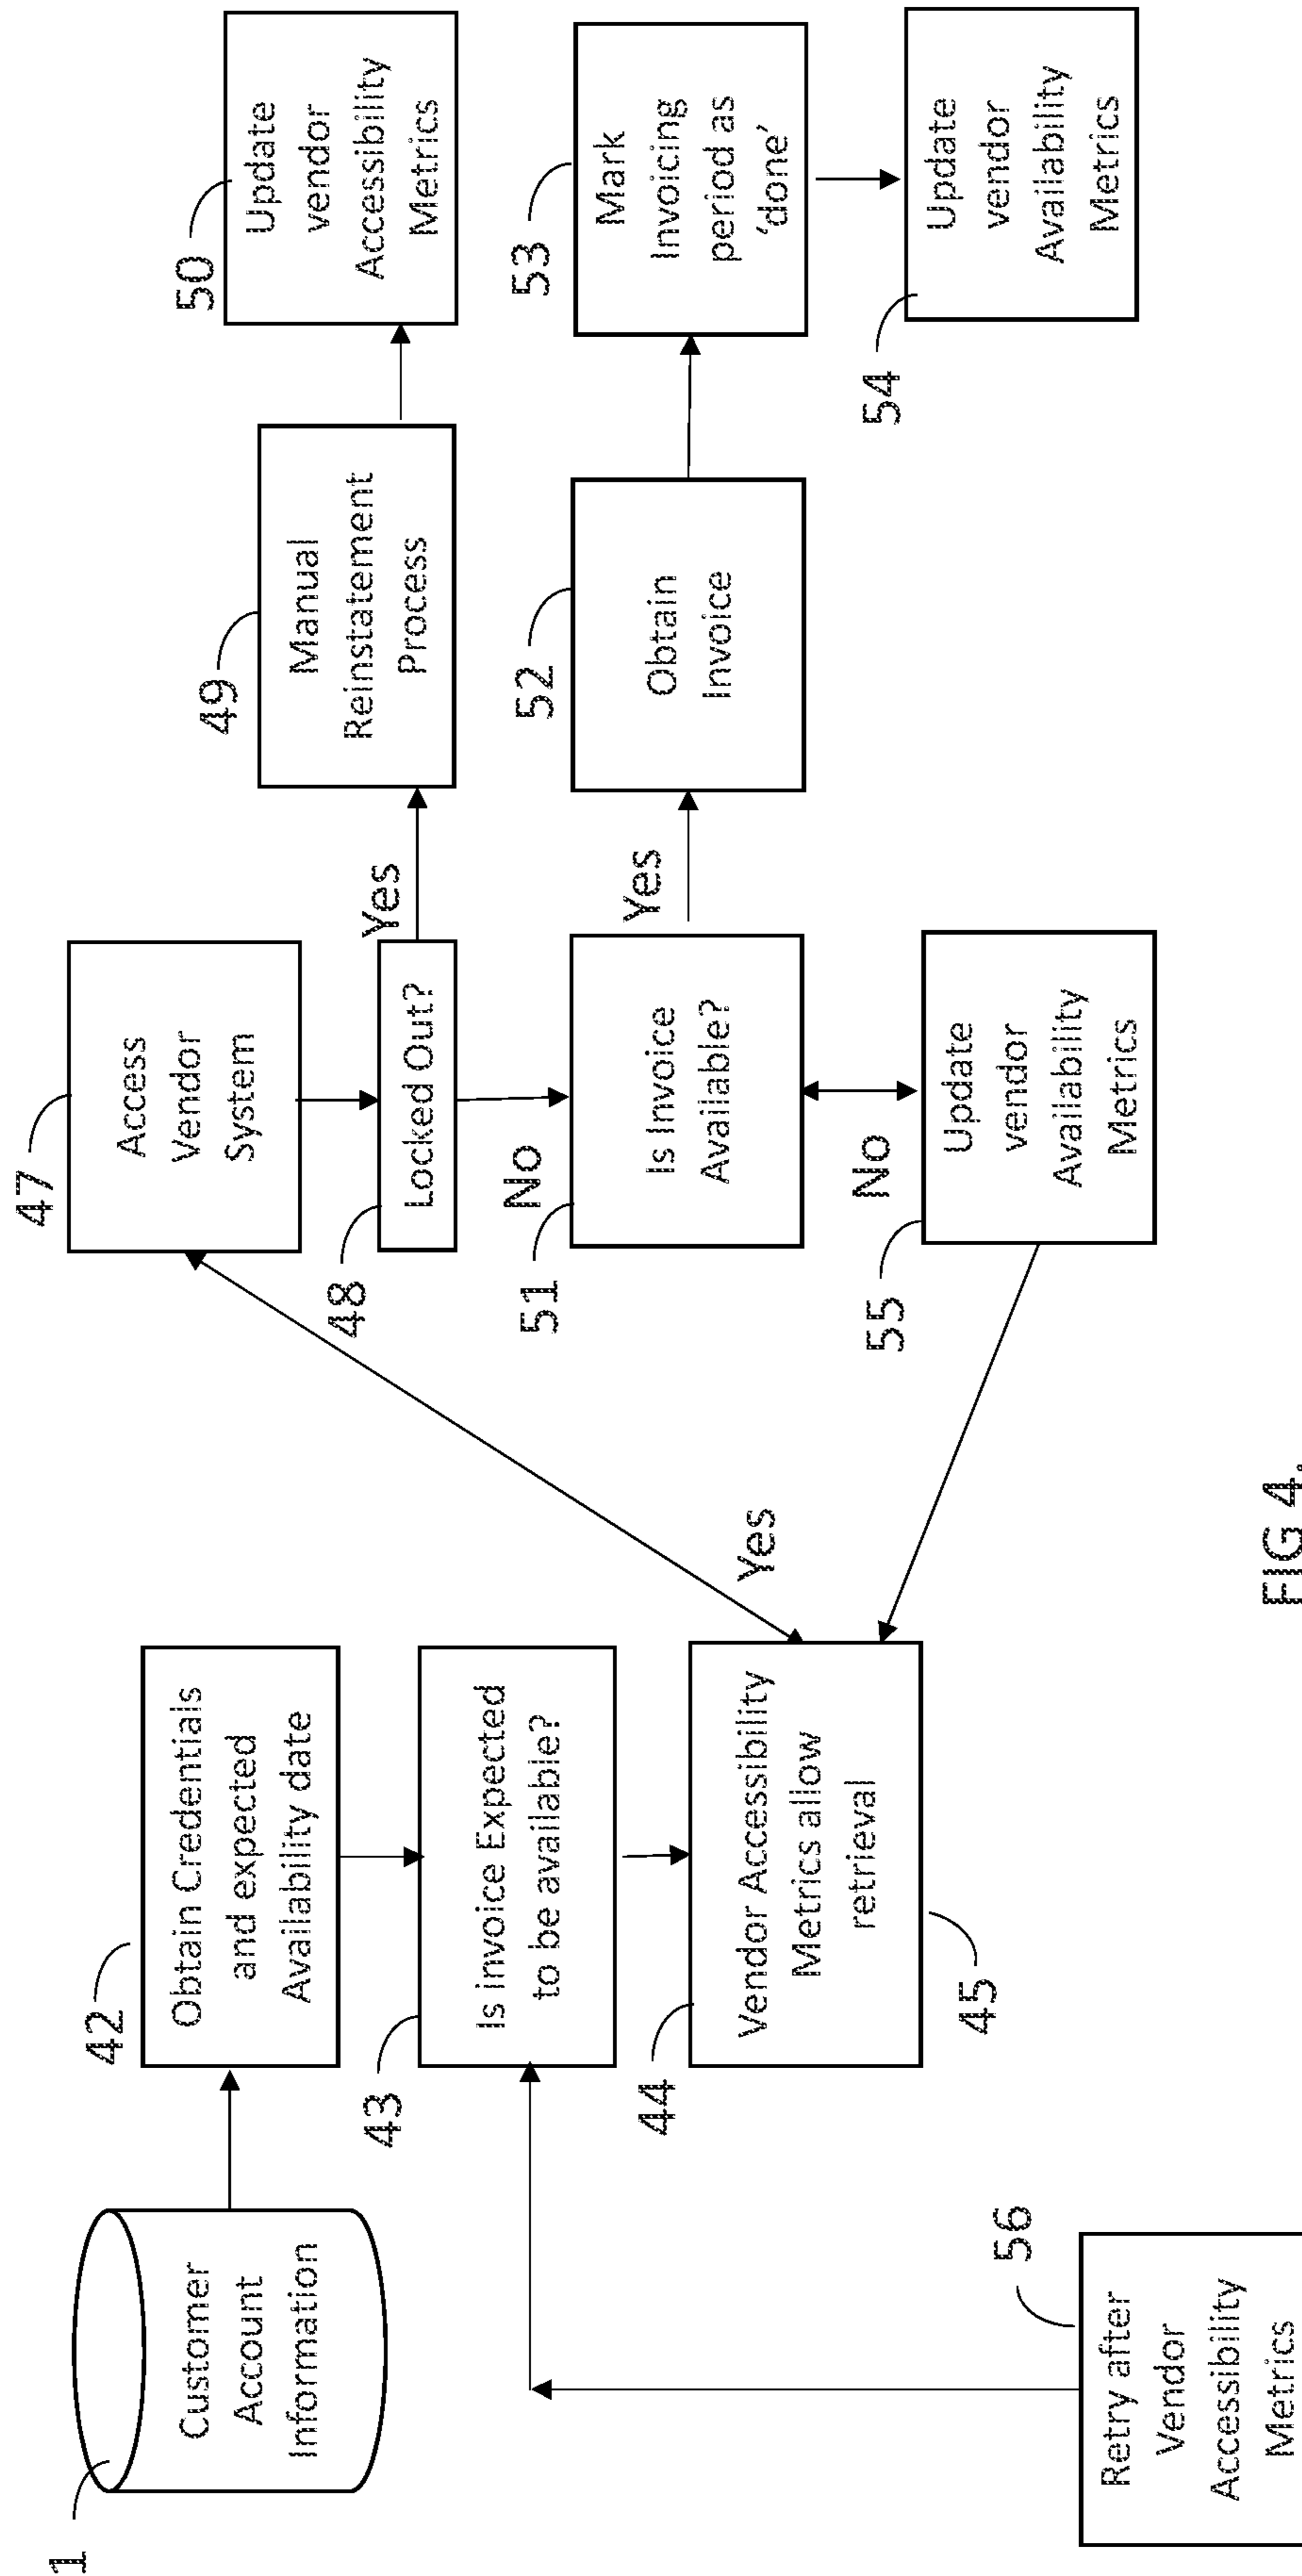 1
Customer
Account
Information
42
Obtain Credentials
and expected
Availability date
43
Is invoice Expected
to be available?
44
Vendor Accessibility
Metrics allow
retrieval
45
56
Retry after
Vendor
Accessibility
Metrics
Yes
47
Access
Vendor
System
48
Locked Out?
Yes
49
Manual
Reinstatement
Process
50
Update
vendor
Accessibility
Metrics
No
51
Is Invoice
Available?
Yes
52
Obtain
Invoice
53
Mark
Invoicing
period as
‘done’
54
Update
vendor
Availability
Metrics
No
55
Update
vendor
Availability
Metrics
FIG 4.